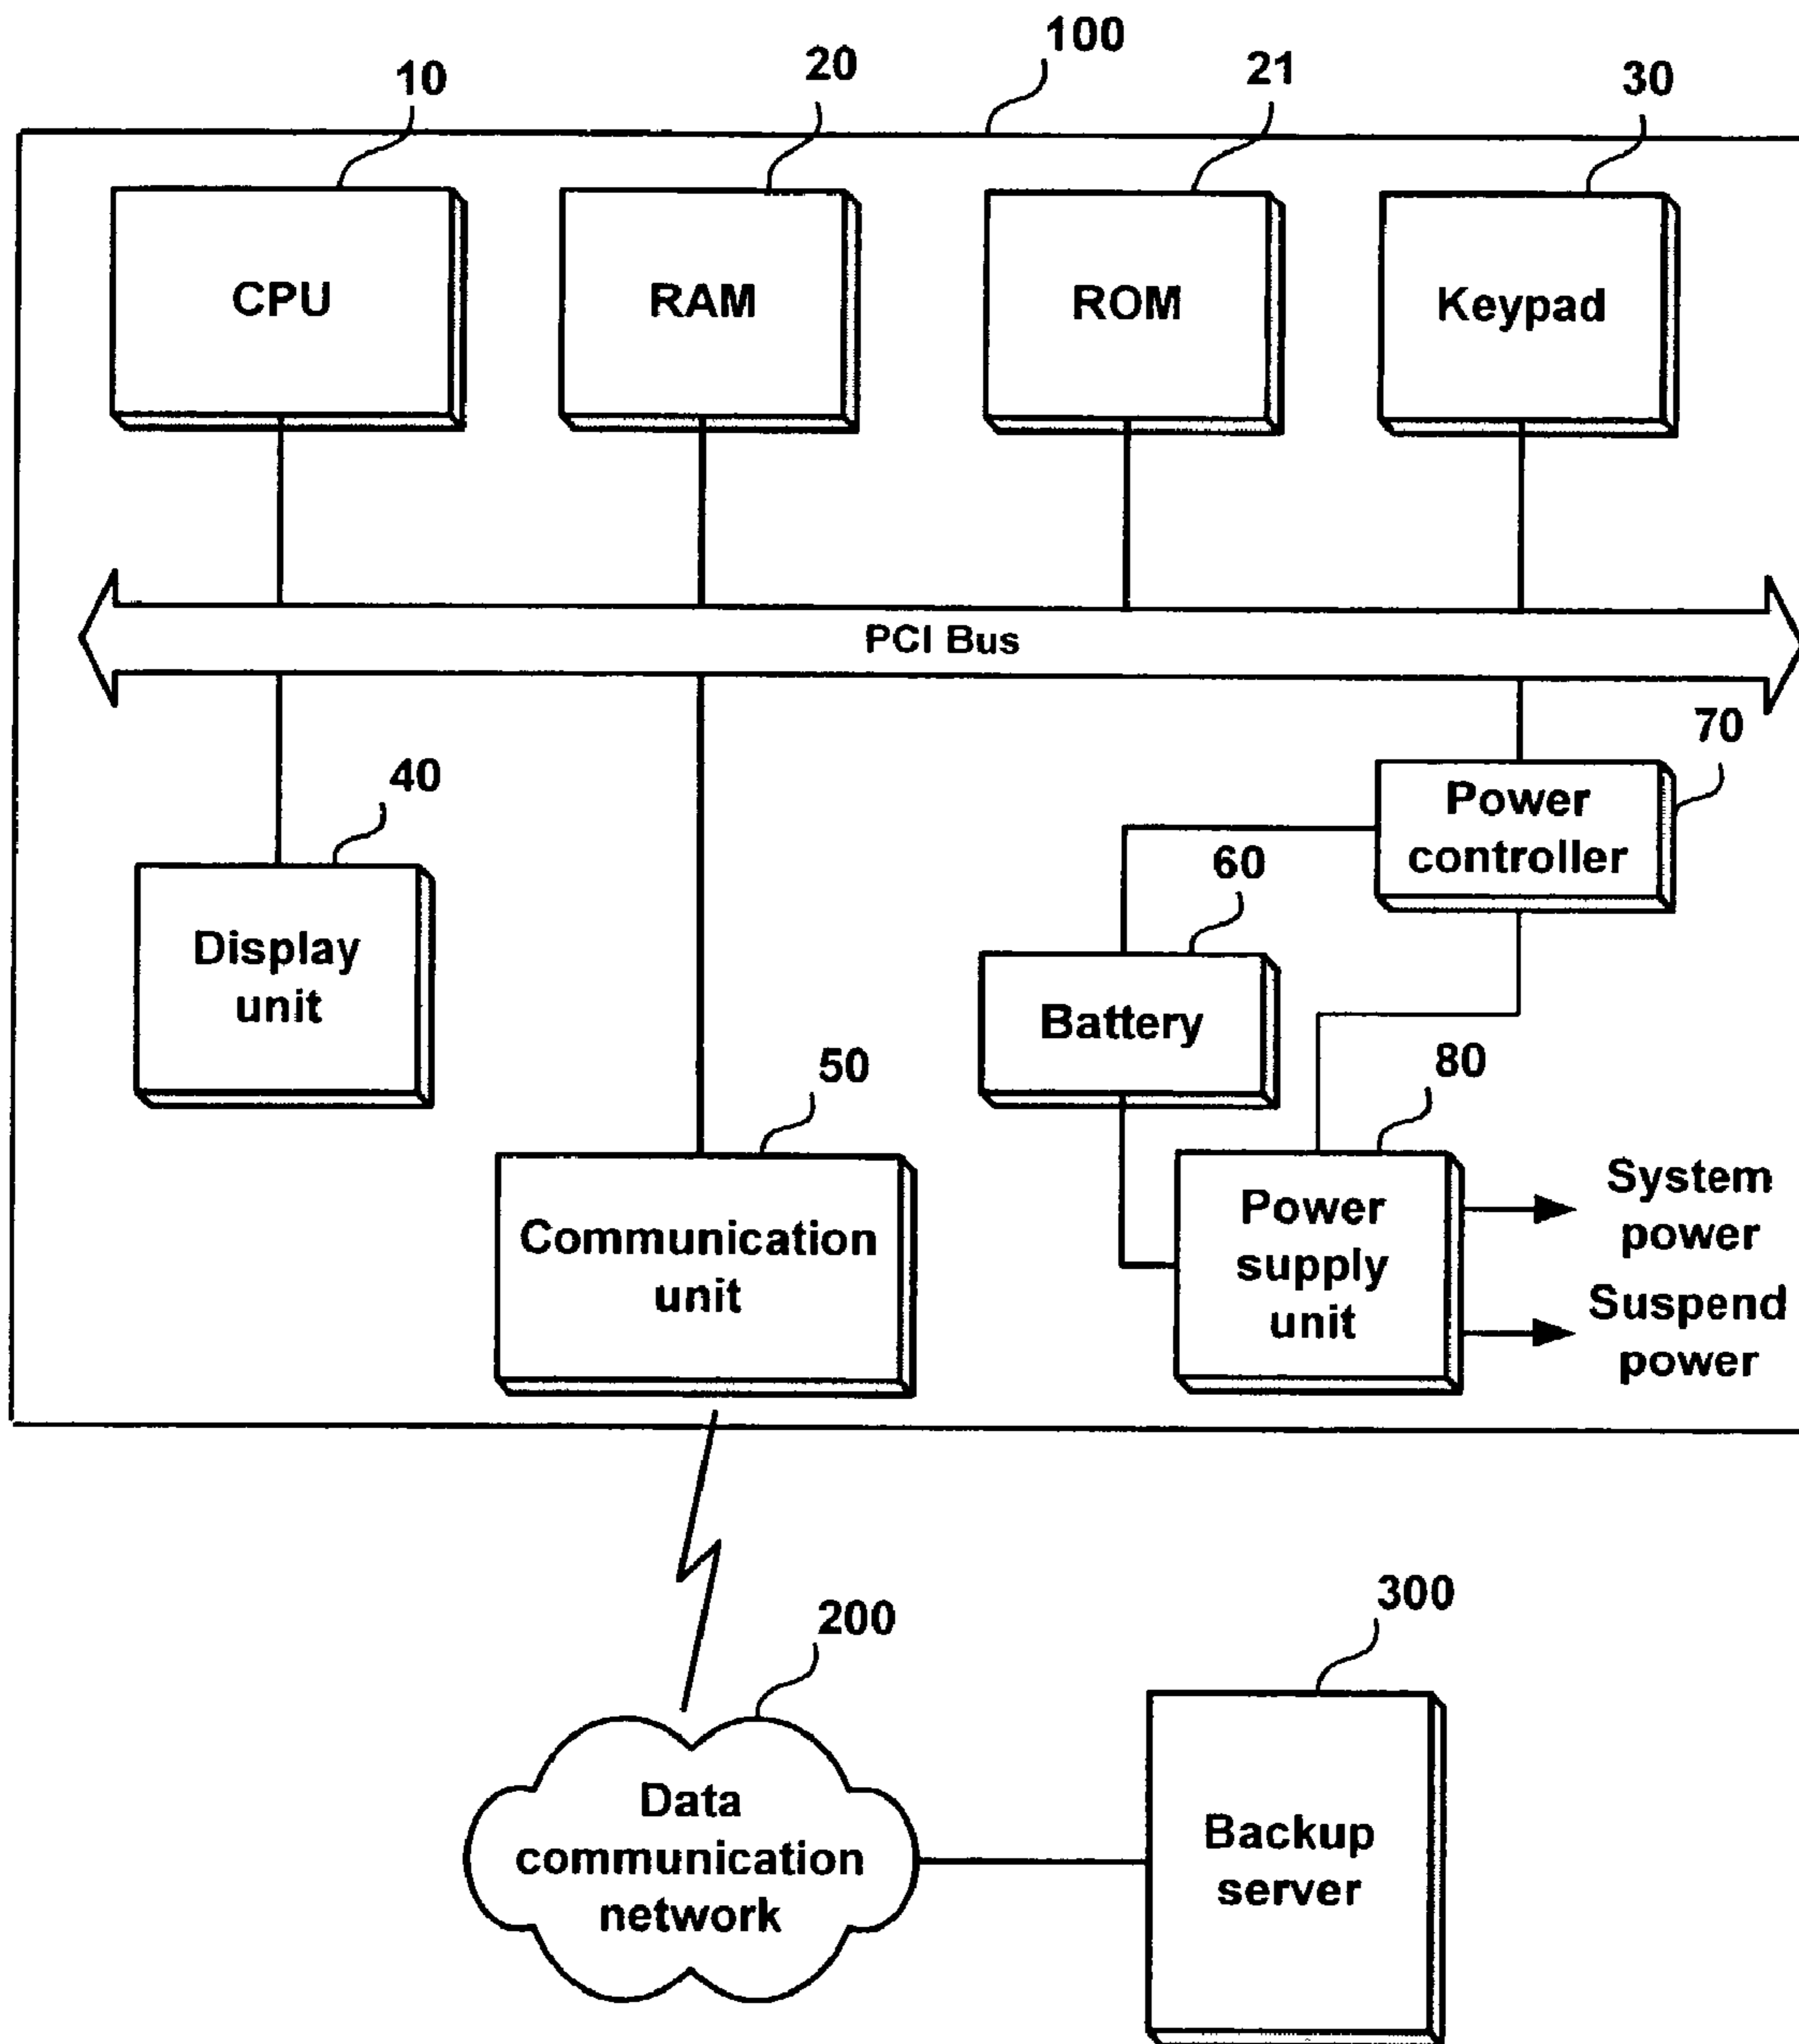 100
10
20
21
30
CPU
RAM
ROM
Keypad
PCI Bus
70
Power
controller
40
Display
unit
60
Battery
50
Communication
unit
80
Power
supply
unit
System
power
Suspend
power
200
Data
communication
network
300
Backup
server